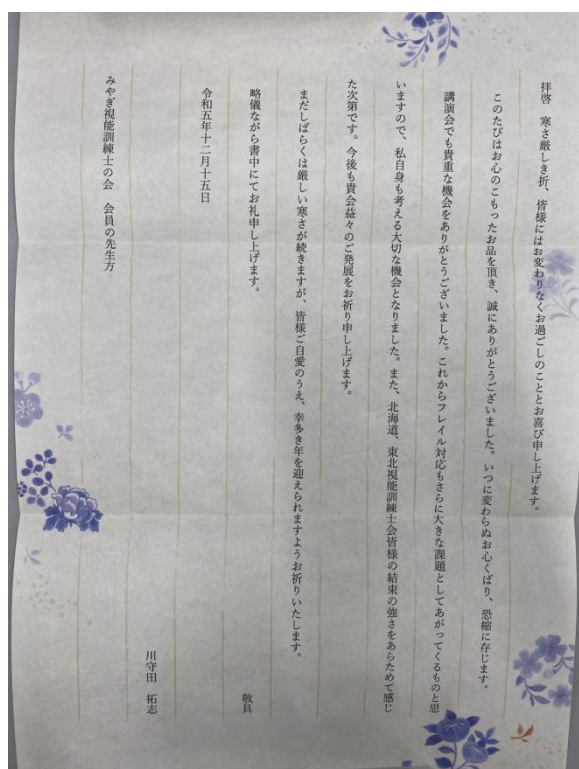 拝啓　寒さ厳しき折、皆様にはお変わりなくお過ごしのこととお喜び申し上げます。
このたびはお心のこもったお品を頂き、誠にありがとうございました。いつに変わらぬお心くばり、恐縮に存じます。
講演会でも貴重な機会をありがとうございました。これからフレイル対応もさらに大きな課題としてあがってくるものと思
いますので、私自身も考える大切な機会となりました。また、北海道、東北視能訓練士会皆様の結束の強さをあらためて感じ
た次第です。今後も貴会益々のご発展をお祈り申し上げます。
まだしばらくは厳しい寒さが続きますが、皆様ご自愛のうえ、幸多き年を迎えられますようお祈りいたします。
略儀ながら書中にてお礼申し上げます。
敬具
令和五年十二月十五日
川守田　拓志
みやぎ視能訓練士の会　会員の先生方